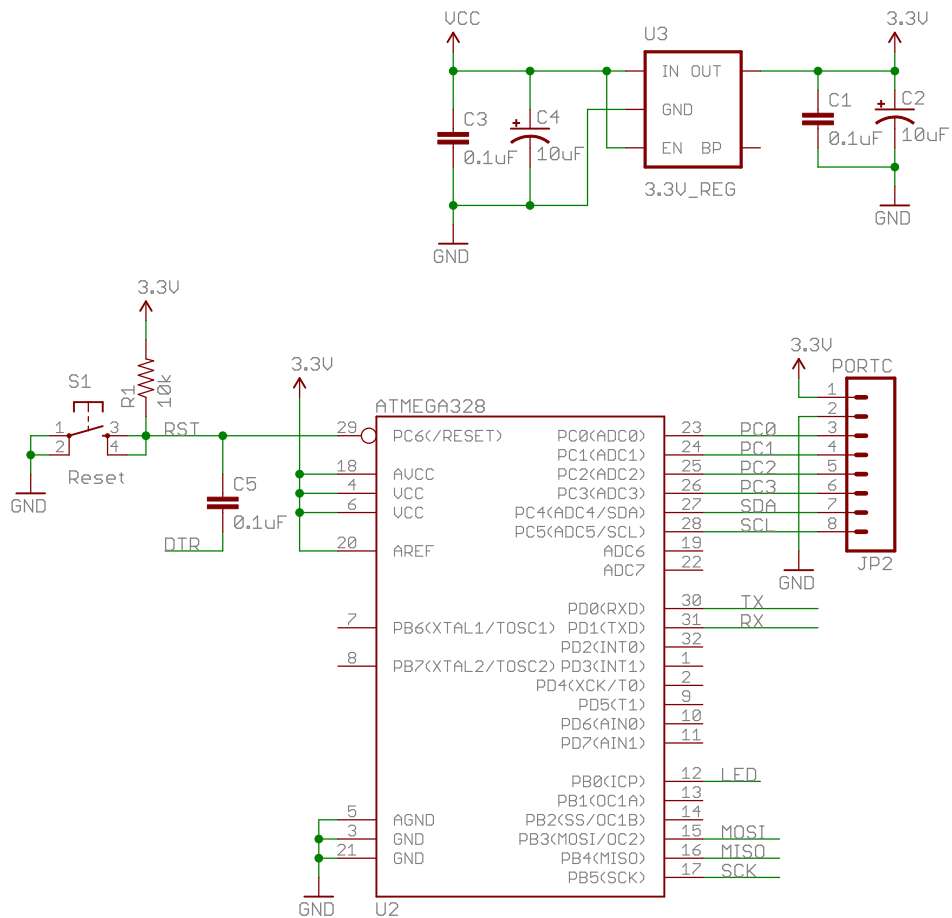 VCC
3.3V
U3
IN OUT
GND
EN BP
3.3V_REG
C3
0.1uF
C4
10uF
C1
0.1uF
C2
10uF
GND
GND
3.3V
S1
R1
10k
1
2
3
4
RST
Reset
GND
C5
0.1uF
DTR
3.3V
ATMEGA328
29 PC6(/RESET)
18 AVCC
4 VCC
6 VCC
20 AREF
7 PB6(XTAL1/TOSC1)
8 PB7(XTAL2/TOSC2)
5 AGND
3 GND
21 GND
GND
U2
PC0(ADC0) 23 PC0
PC1(ADC1) 24 PC1
PC2(ADC2) 25 PC2
PC3(ADC3) 26 PC3
PC4(ADC4/SDA) 27 SDA
PC5(ADC5/SCL) 28 SCL
ADC6 19
ADC7 22
PD0(RXD) 30 TX
PD1(TXD) 31 RX
PD2(INT0) 32
PD3(INT1) 1
PD4(XCK/T0) 2
PD5(T1) 9
PD6(AIN0) 10
PD7(AIN1) 11
PB0(ICP) 12 LED
PB1(OC1A) 13
PB2(SS/OC1B) 14
PB3(MOSI/OC2) 15 MOSI
PB4(MISO) 16 MISO
PB5(SCK) 17 SCK
3.3V
PORTC
1
2
3
4
5
6
7
8
GND
JP2